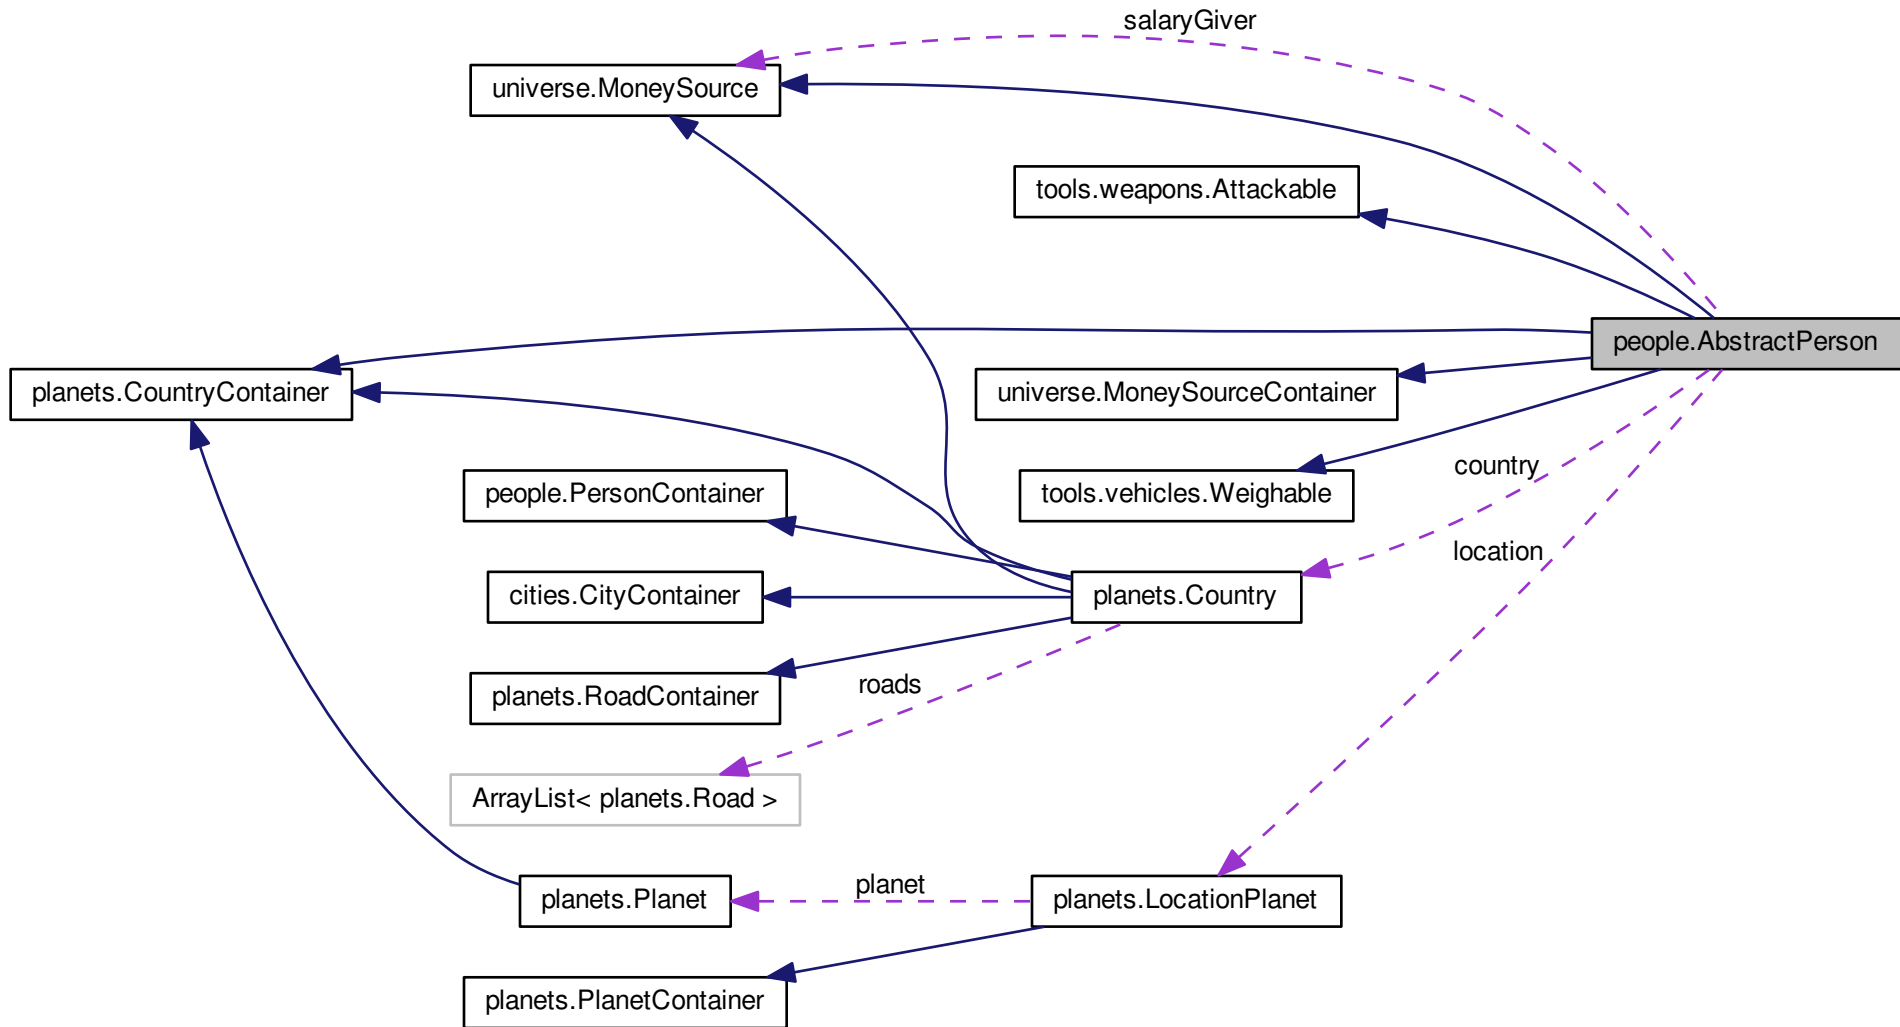 salaryGiver
universe.MoneySource
tools.weapons.Attackable
people.AbstractPerson
planets.CountryContainer
universe.MoneySourceContainer
country
people.PersonContainer
tools.vehicles.Weighable
location
cities.CityContainer
planets.Country
roads
planets.RoadContainer
ArrayList< planets.Road >
planet
planets.Planet
planets.LocationPlanet
planets.PlanetContainer